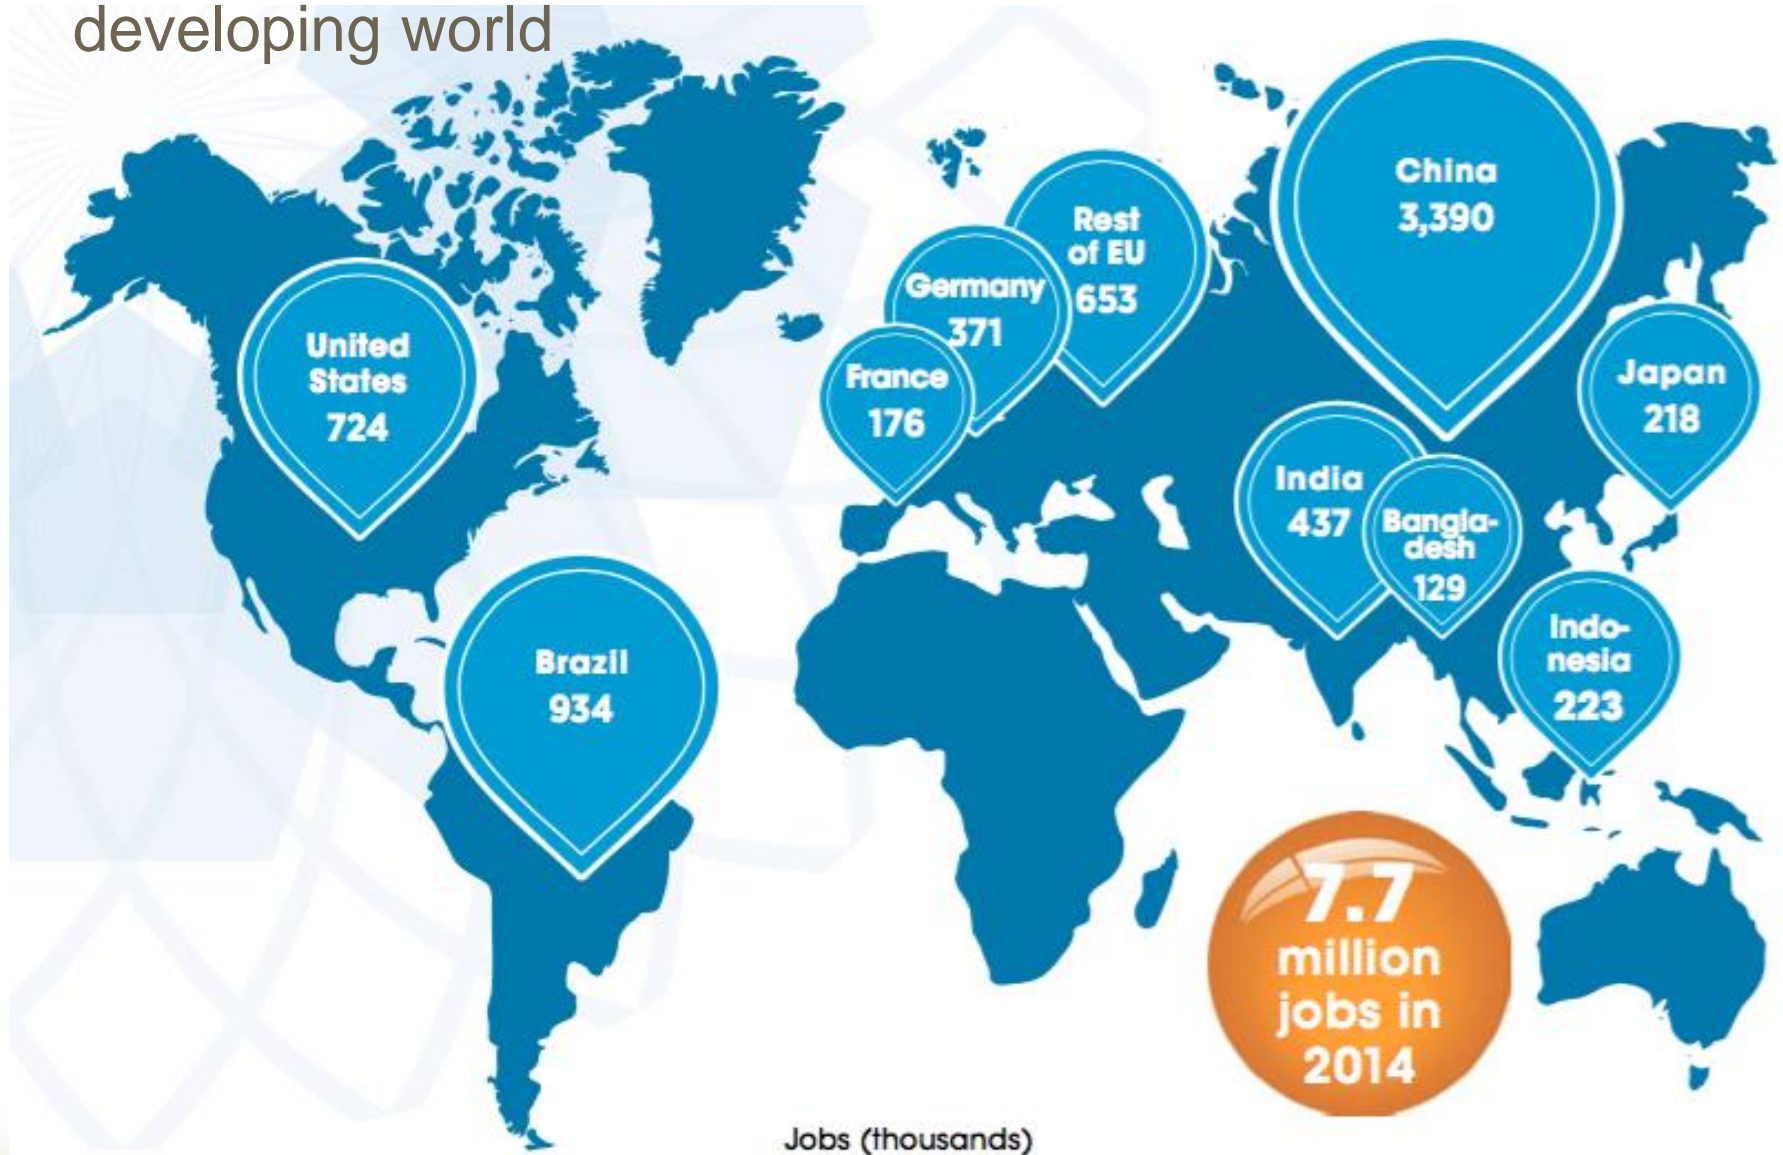 developing world
China
3,390
Rest
of EU
653
Germany
371
United
States
724
France
176
Japan
218
India
437
Bangla-
desh
129
Indo-
nesia
223
Brazil
934
7.7
million
jobs in
2014
Jobs (thousands)